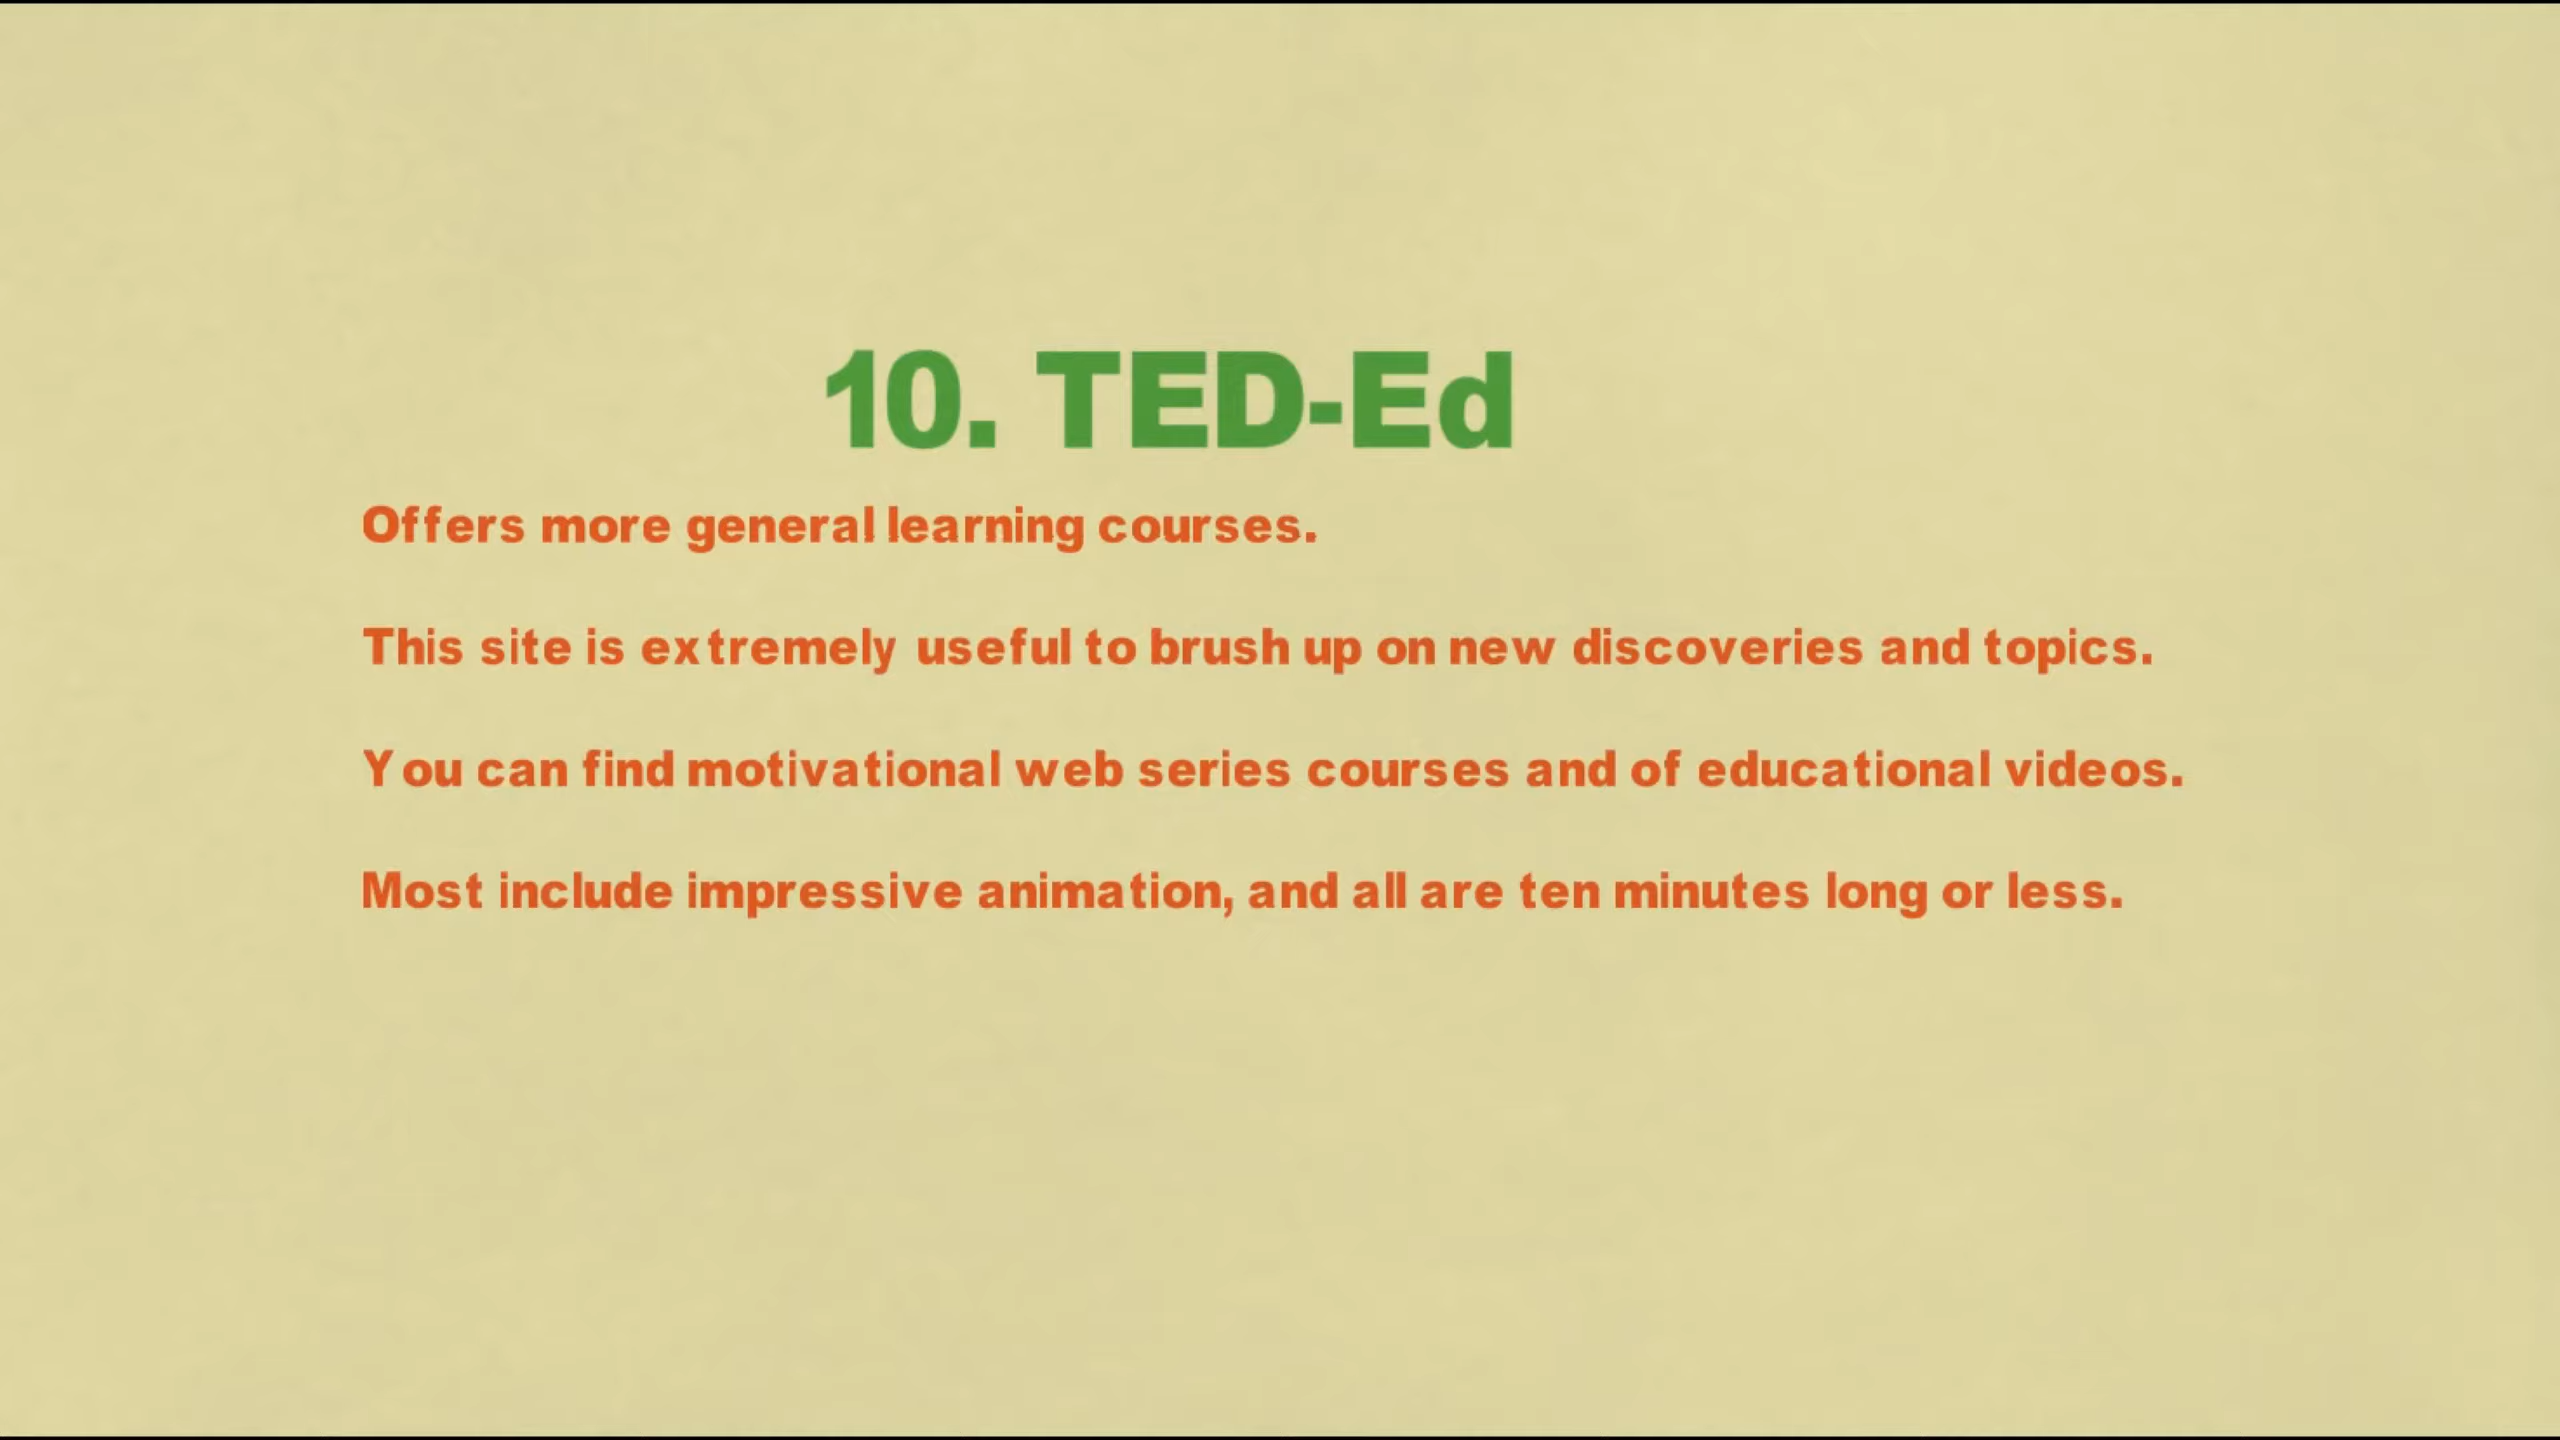 10. TED-Ed
Offers more general learning courses.
This site is extremely useful to brush up on new discoveries and topics.
You can find motivational web series courses and of educational videos.
Most include impressive animation, and all are ten minutes long or less.